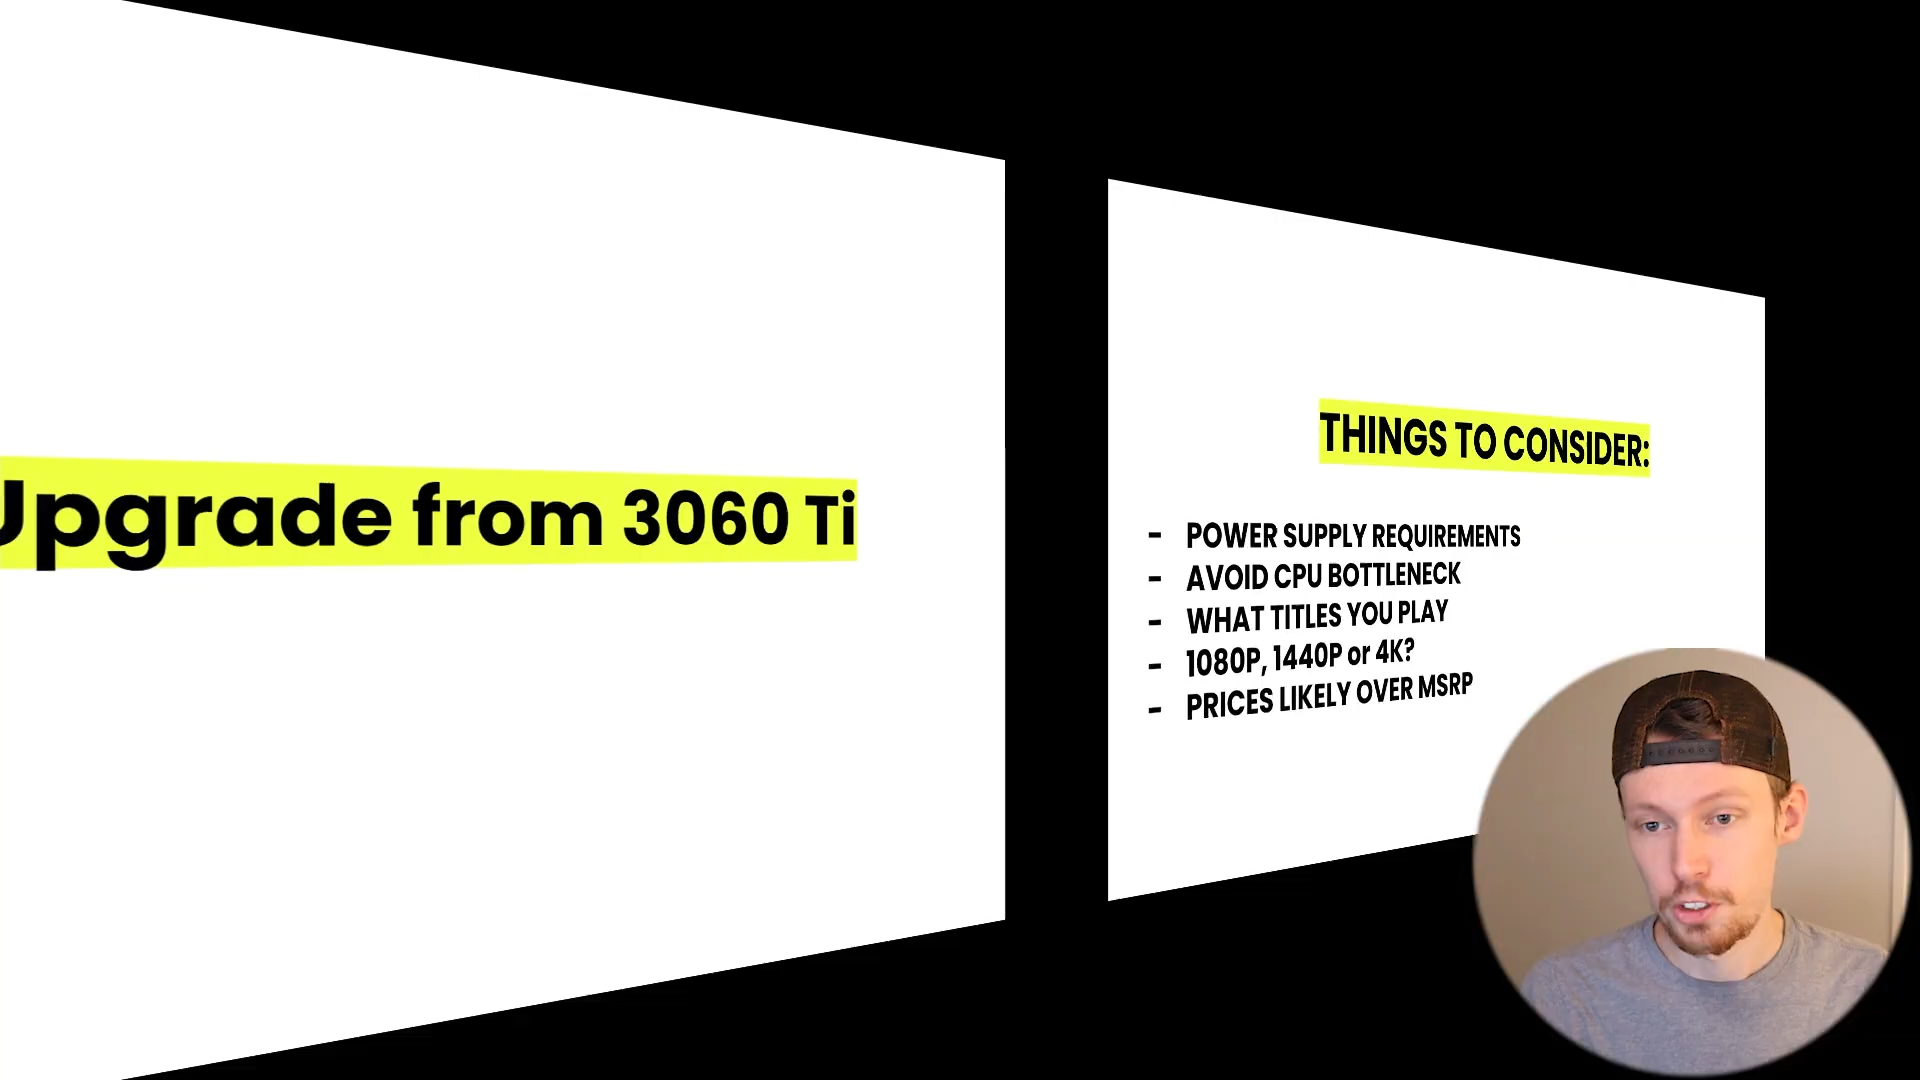 Upgrade from 3060 Ti
THINGS TO CONSIDER:
- POWER SUPPLY REQUIREMENTS
- AVOID CPU BOTTLENECK
- WHAT TITLES YOU PLAY
- 1080P, 1440P or 4K?
- PRICES LIKELY OVER MSRP